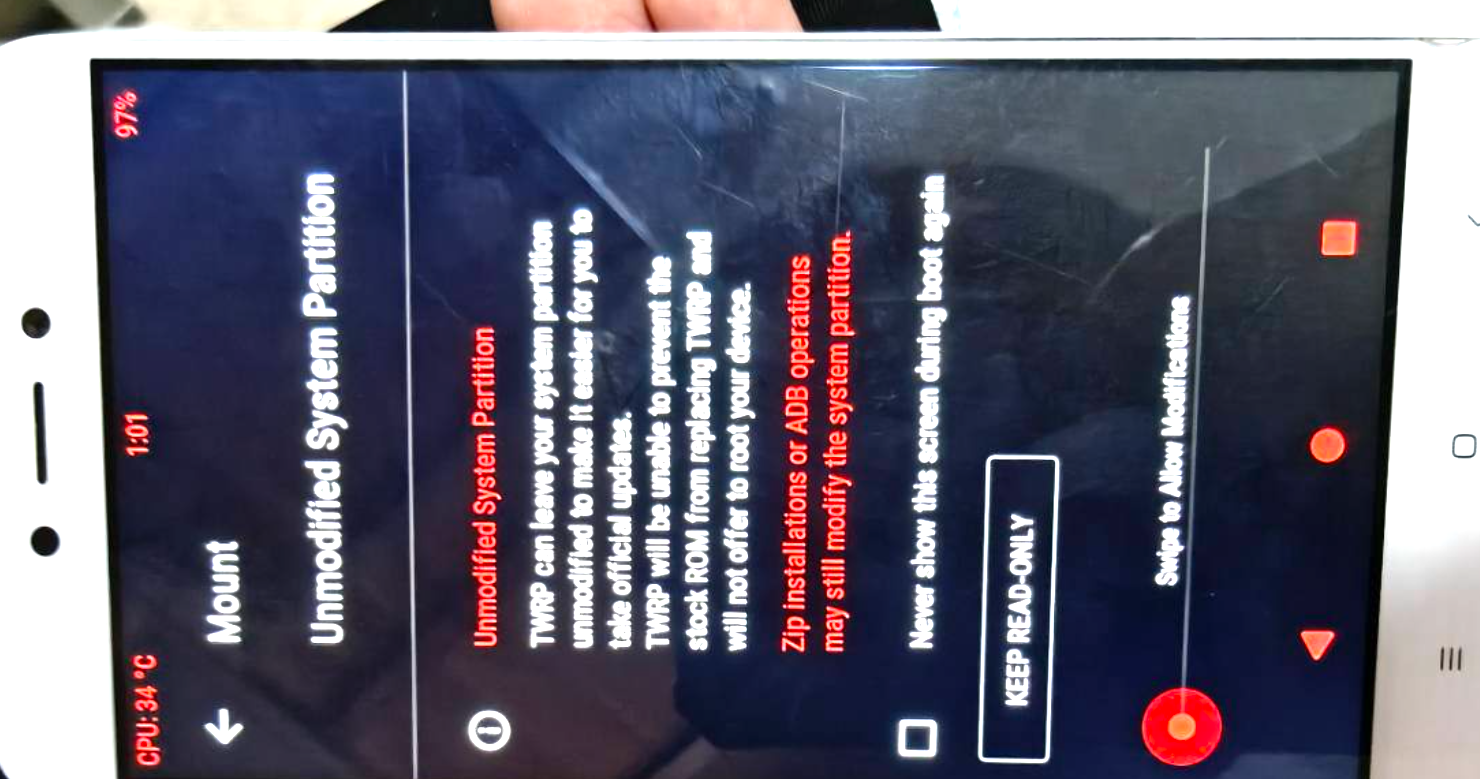 CPU: 34 °C 1:01 97%
Mount
Unmodified System Partition
Unmodified System Partition
TWRP can leave your system partition
unmodified to make it easier for you to
take official updates.
TWRP will be unable to prevent the
stock ROM from replacing TWRP and
will not offer to root your device.
Zip installations or ADB operations
may still modify the system partition.
Never show this screen during boot again
KEEP READ-ONLY
Swipe to Allow Modifications